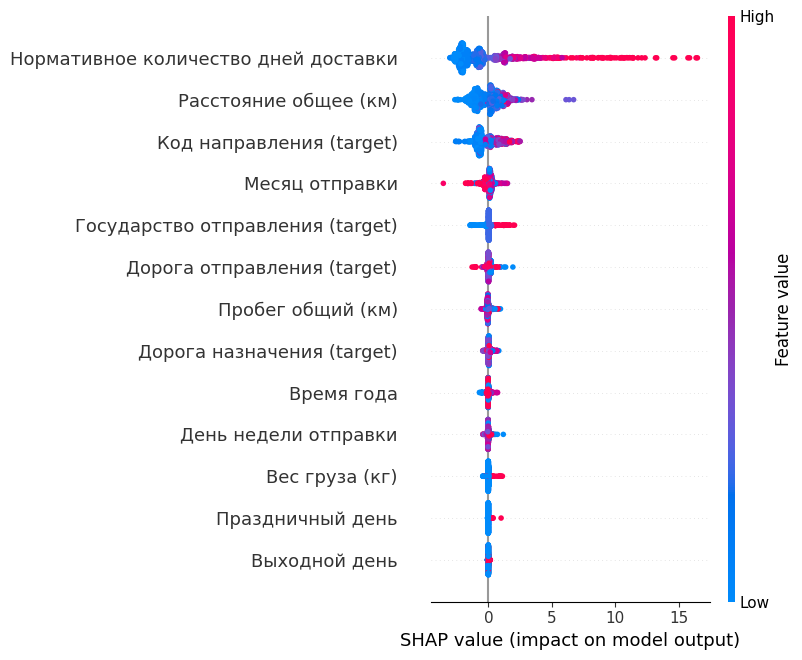 High
Нормативное количество дней доставки
Расстояние общее (км)
Код направления (target)
Месяц отправки
Государство отправления (target)
Дорога отправления (target)
Пробег общий (км)
Дорога назначения (target)
Время года
День недели отправки
Вес груза (кг)
Праздничный день
Выходной день
Feature value
Low
0 5 10 15
SHAP value (impact on model output)